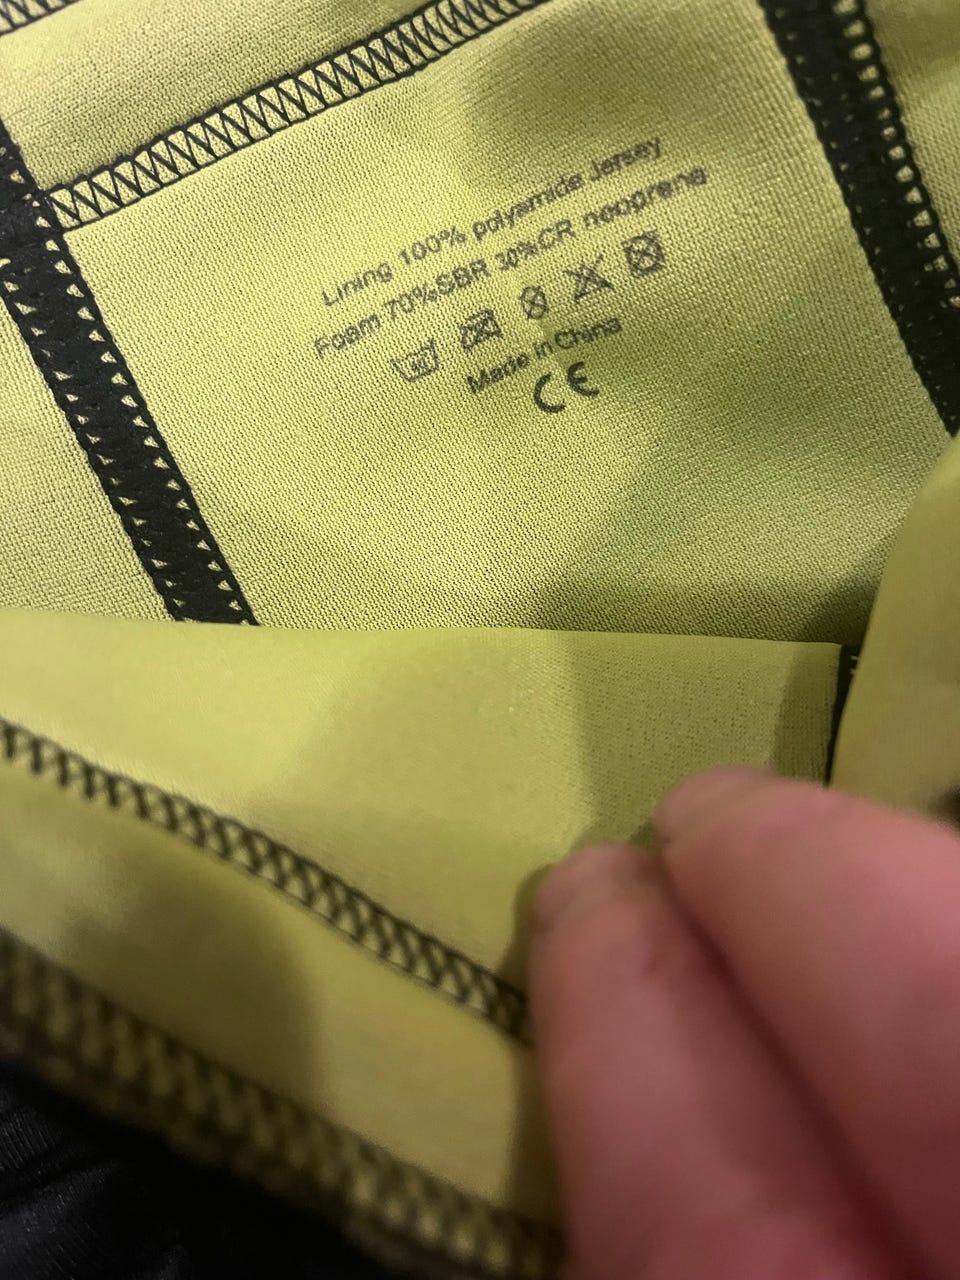 Lining 100% polyamide Jersey
Foam 70%SBR 30%CR neoprene
Made in China
CE